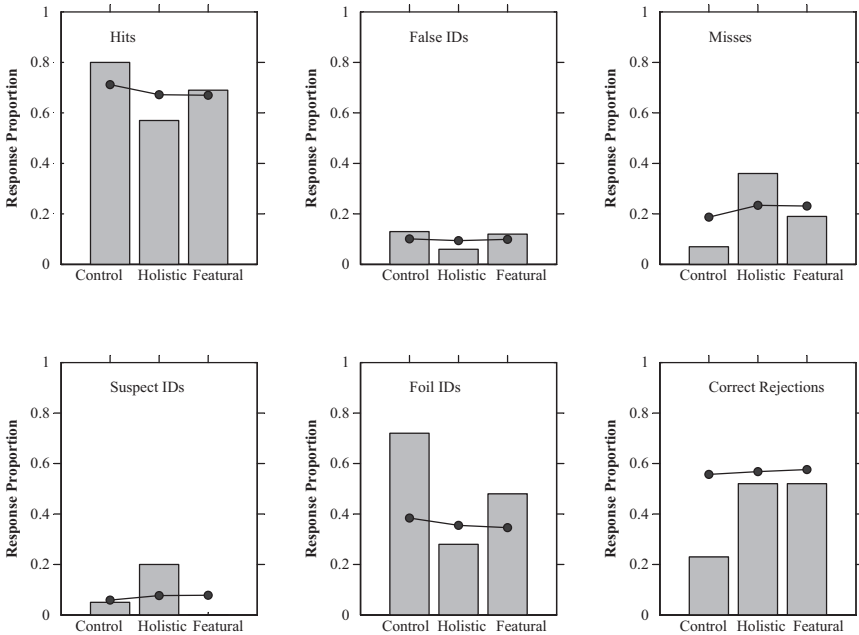 Hits
Response Proportion
1
0.8
0.6
0.4
0.2
0
Control Holistic Featural
False IDs
Response Proportion
1
0.8
0.6
0.4
0.2
0
Control Holistic Featural
Misses
Response Proportion
1
0.8
0.6
0.4
0.2
0
Control Holistic Featural
Suspect IDs
Response Proportion
1
0.8
0.6
0.4
0.2
0
Control Holistic Featural
Foil IDs
Response Proportion
1
0.8
0.6
0.4
0.2
0
Control Holistic Featural
Correct Rejections
Response Proportion
1
0.8
0.6
0.4
0.2
0
Control Holistic Featural